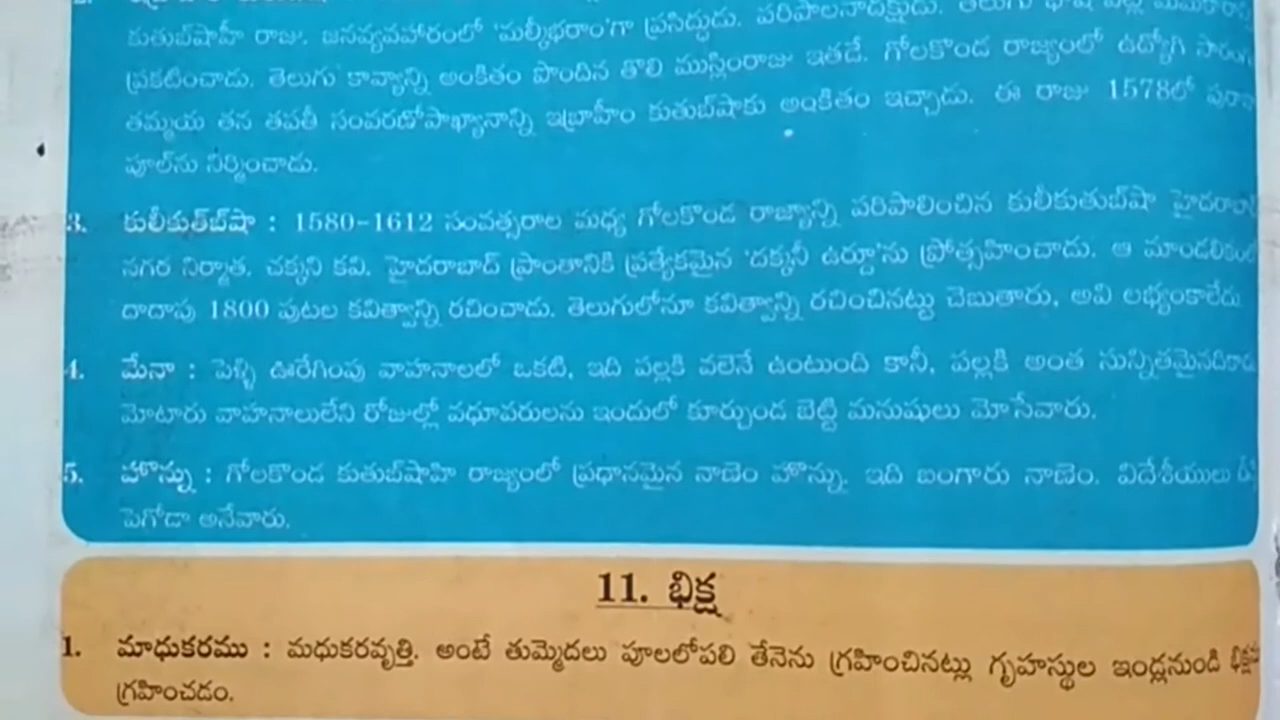 కుతుబ్‌షాహీ రాజు. జనవ్యవహారంలో 'మల్కీభరాం'గా ప్రసిద్ధుడు. పరిపాలనాదక్షుడు. తెలుగు భాష పట్ల
ప్రకటించాడు. తెలుగు కావ్యాన్ని అంకితం పొందిన తొలి ముస్లింరాజు ఇతడే. గోలకొండ రాజ్యంలో ఉద్యోగి
తమ్మయ తన తపతీ సంవరణోపాఖ్యానాన్ని ఇబ్రాహీం కుతుబ్‌షాకు అంకితం ఇచ్చాడు. ఈ రాజు 1578లో
పూల్‌ను నిర్మించాడు.
3. కులీకుతుబ్‌షా : 1580-1612 సంవత్సరాల మధ్య గోలకొండ రాజ్యాన్ని పరిపాలించిన కులీకుతుబ్‌షా
నగర నిర్మాత. చక్కని కవి. హైదరాబాద్ ప్రాంతానికి ప్రత్యేకమైన 'దక్కనీ ఉర్దూ'ను ప్రోత్సహించాడు. ఆ
దాదాపు 1800 పుటల కవిత్వాన్ని రచించాడు. తెలుగులోనూ కవిత్వాన్ని రచించినట్టు చెబుతారు, అవి లభ్యంకాలేదు
4. మేనా : పెళ్ళి ఊరేగింపు వాహనాలలో ఒకటి, ఇది పల్లకి వలెనే ఉంటుంది కానీ, పల్లకి అంత
మోటారు వాహనాలులేని రోజుల్లో వధూవరులను ఇందులో కూర్చుండ బెట్టి మనుషులు మోసేవారు.
5. హొన్ను : గోలకొండ కుతుబ్‌షాహి రాజ్యంలో ప్రధానమైన నాణెం హొన్ను. ఇది బంగారు నాణెం. విదేశీయులు
పెగోడా అనేవారు.
11. భిక్ష
1. మాధుకరము : మధుకరవృత్తి. అంటే తుమ్మెదలు పూలలోపలి తేనెను గ్రహించినట్లు గృహస్థుల ఇండ్లనుండి
గ్రహించడం.